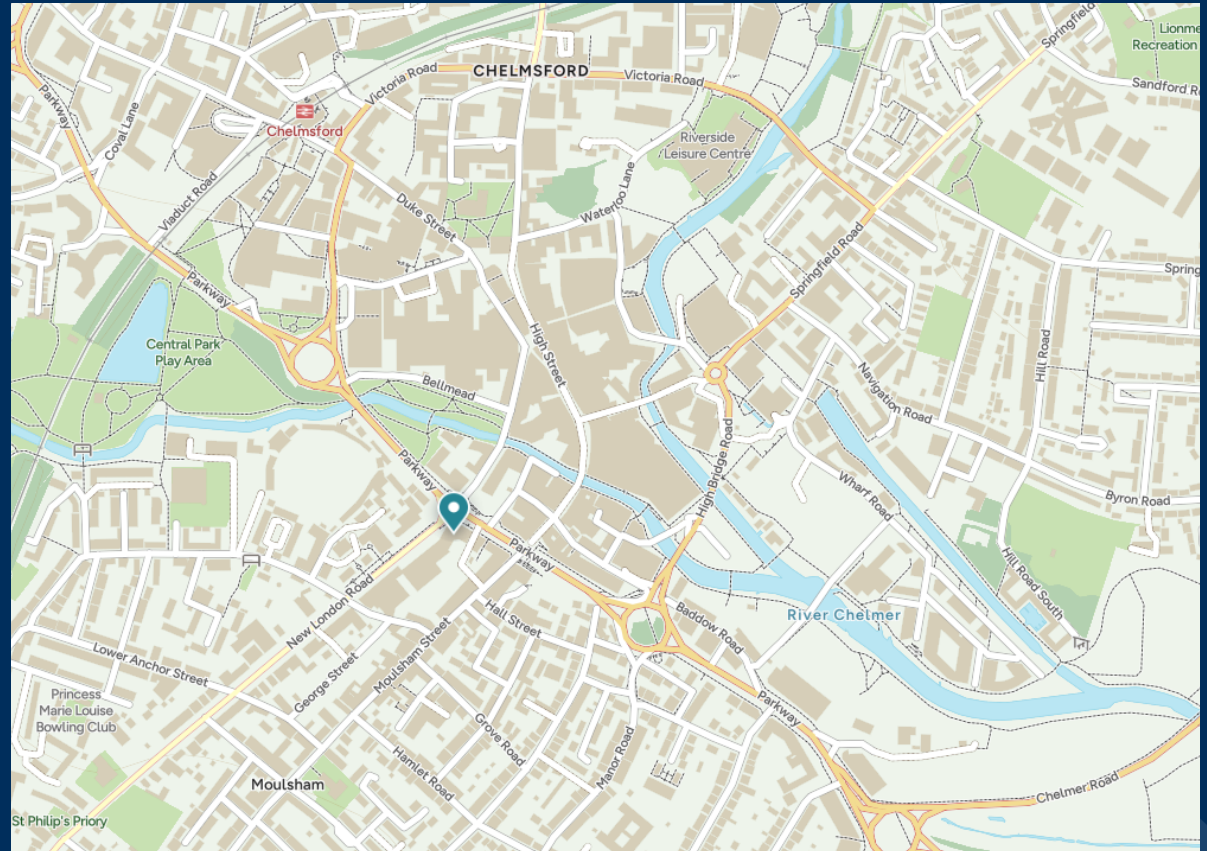 Springfield
Lionme
Recreation
CHELMSFORD
Victoria Road
Victoria Road
Sandford R
Parkway
Coval Lane
Chelmsford
Riverside
Leisure Centre
Viaduct Road
Duke Street
Waterloo Lane
Springfield Road
Spring
Parkway
Central Park
Play Area
High Street
Bellmead
Hill Road
Navigation Road
Parkway
High Bridge Road
Wharf Road
Byron Road
Parkway
Hill Road South
New London Road
Hall Street
Baddow Road
River Chelmer
Moulsham Street
George Street
Lower Anchor Street
Princess
Marie Louise
Bowling Club
Parkway
Grove Road
Manor Road
Hamlet Road
Moulsham
Chelmer Road
St Philip's Priory